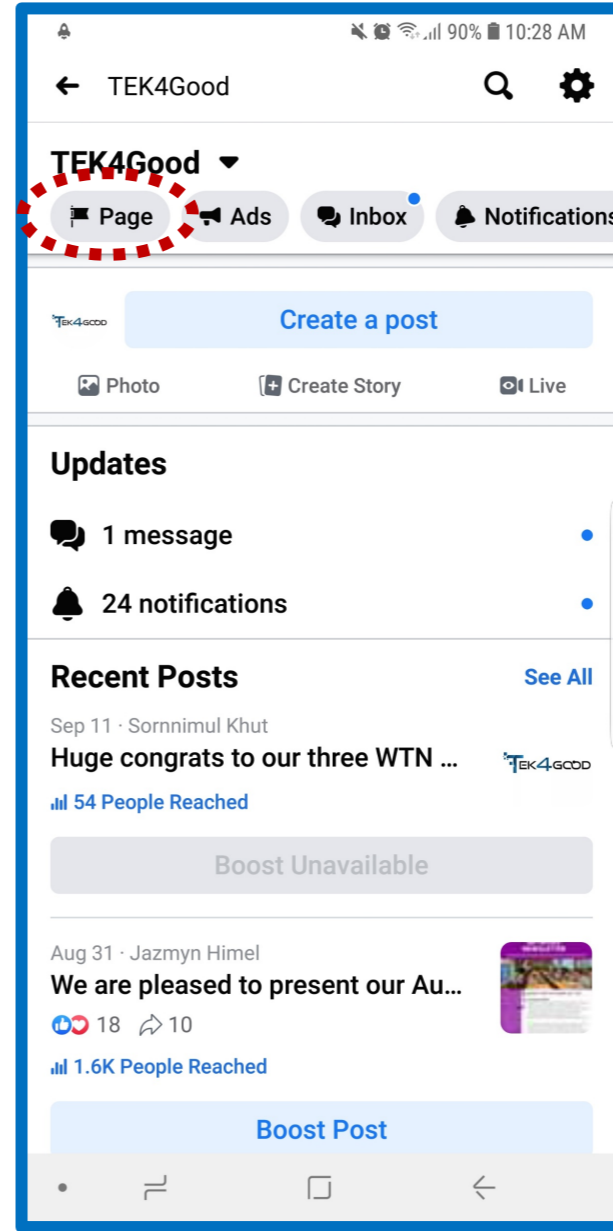 90% 10:28 AM
TEK4Good
TEK4Good
Page Ads Inbox Notifications
TEK4GOOD Create a post
Photo Create Story Live
Updates
1 message
24 notifications
Recent Posts See All
Sep 11 · Sornnimul Khut
Huge congrats to our three WTN ...
TEK4GOOD
54 People Reached
Boost Unavailable
Aug 31 · Jazmyn Himel
We are pleased to present our Au...
18 10
1.6K People Reached
Boost Post